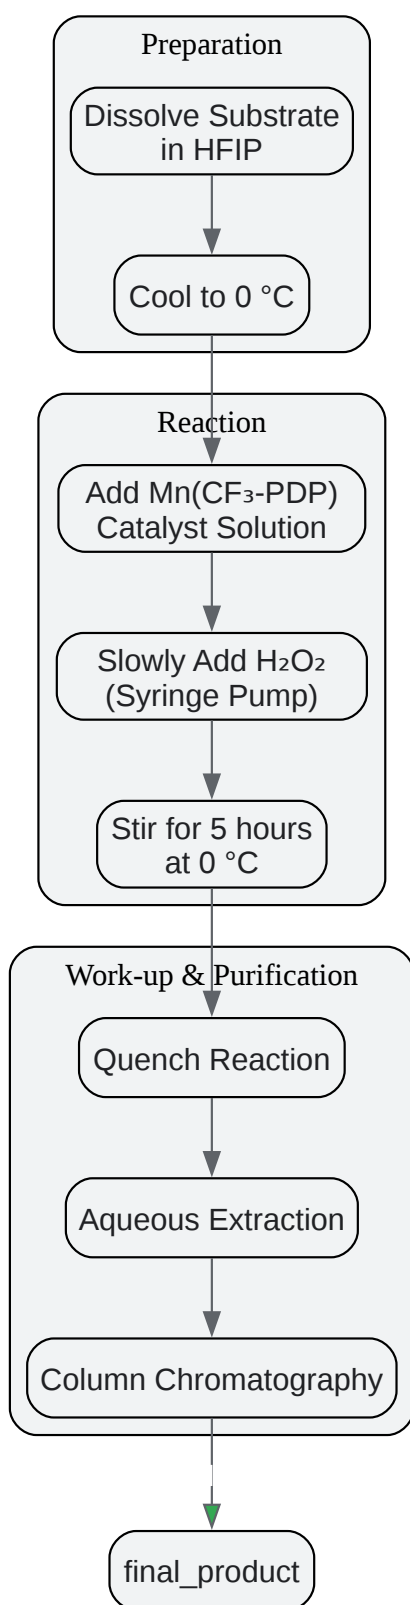 Preparation
Dissolve Substrate
in HFIP
Cool to 0 °C
Reaction
Add Mn(CF₃-PDP)
Catalyst Solution
Slowly Add H₂O₂
(Syringe Pump)
Stir for 5 hours
at 0 °C
Work-up & Purification
Quench Reaction
Aqueous Extraction
Column Chromatography
final_product